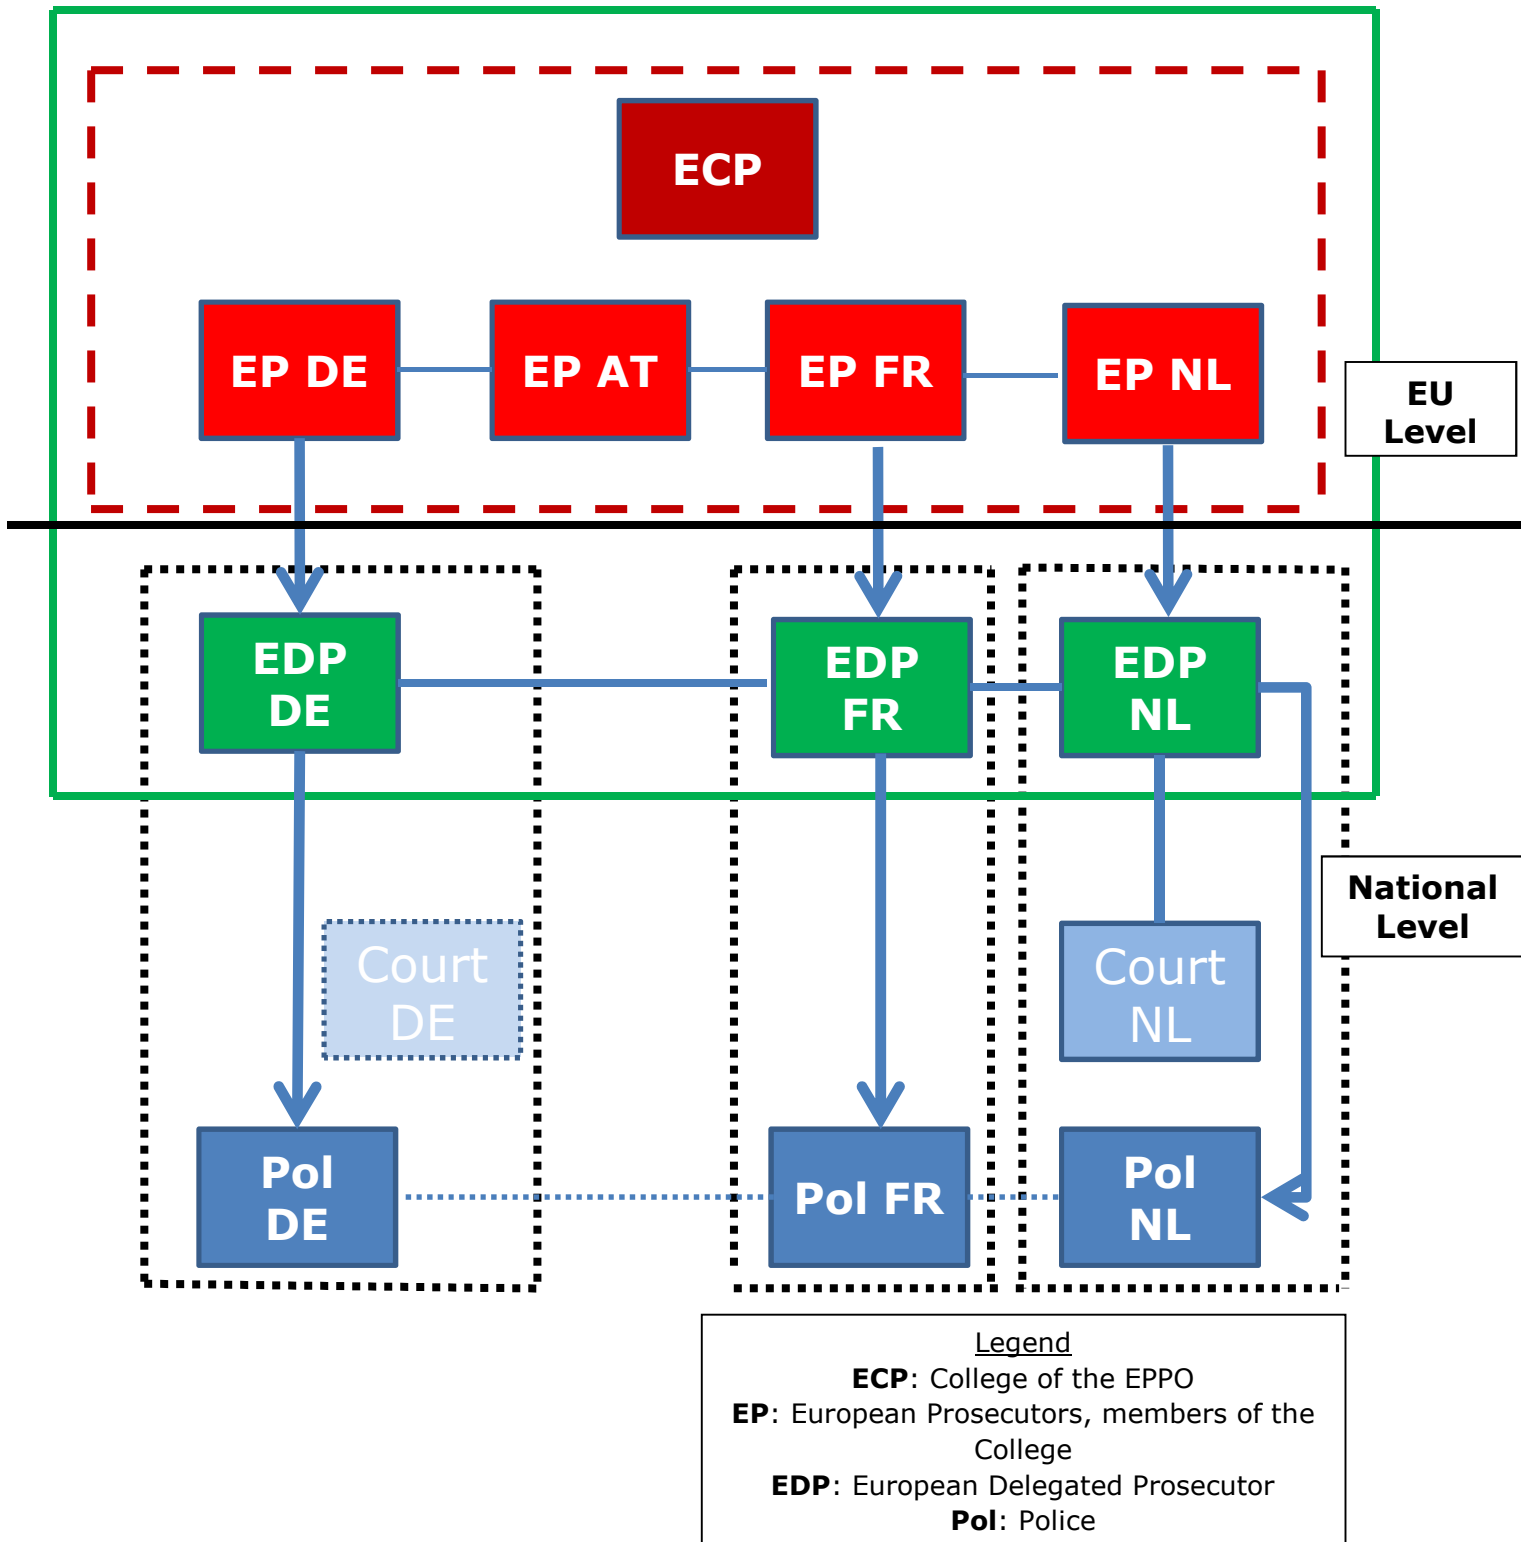 ECP
EP DE
EP AT
EP FR
EP NL
EU
Level
EDP
DE
EDP
FR
EDP
NL
National
Level
Court
DE
Court
NL
Pol
DE
Pol FR
Pol
NL
Legend
ECP: College of the EPPO
EP: European Prosecutors, members of the
College
EDP: European Delegated Prosecutor
Pol: Police